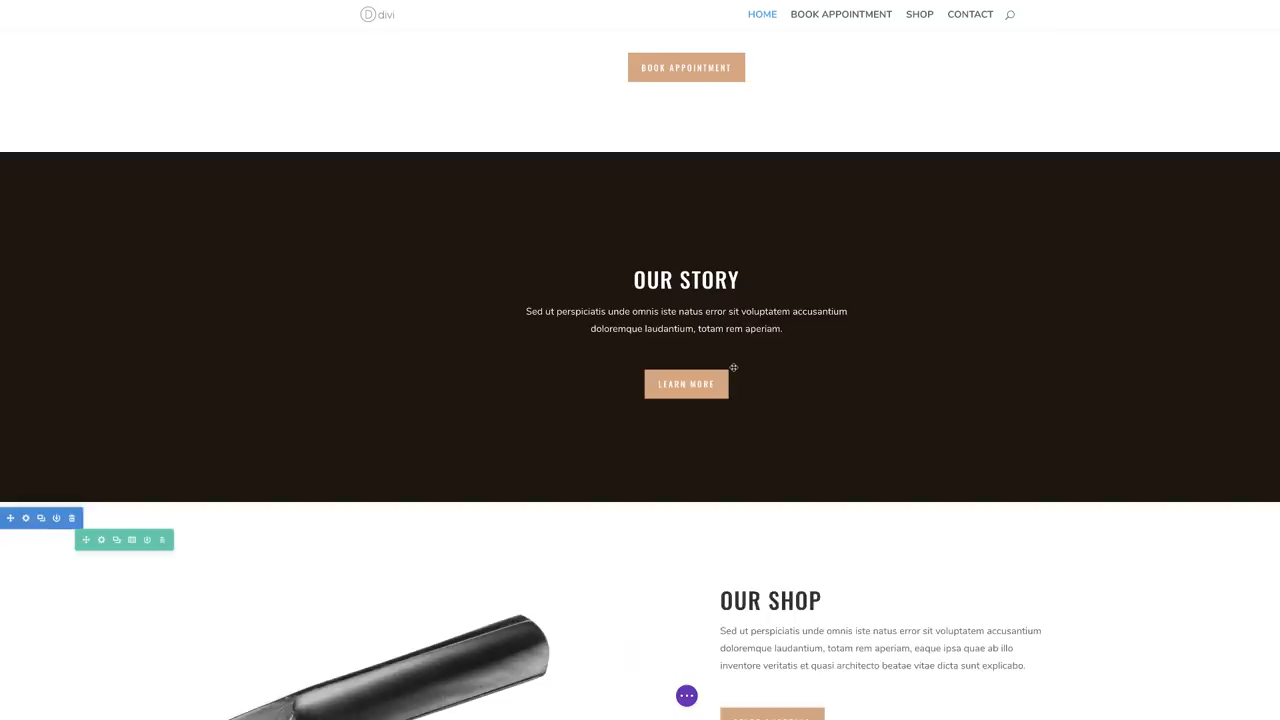 divi
HOME BOOK APPOINTMENT SHOP CONTACT
BOOK APPOINTMENT
OUR STORY
Sed ut perspiciatis unde omnis iste natus error sit voluptatem accusantium
doloremque laudantium, totam rem aperiam.
LEARN MORE
OUR SHOP
Sed ut perspiciatis unde omnis iste natus error sit voluptatem accusantium
doloremque laudantium, totam rem aperiam, eaque ipsa quae ab illo
inventore veritatis et quasi architecto beatae vitae dicta sunt explicabo.